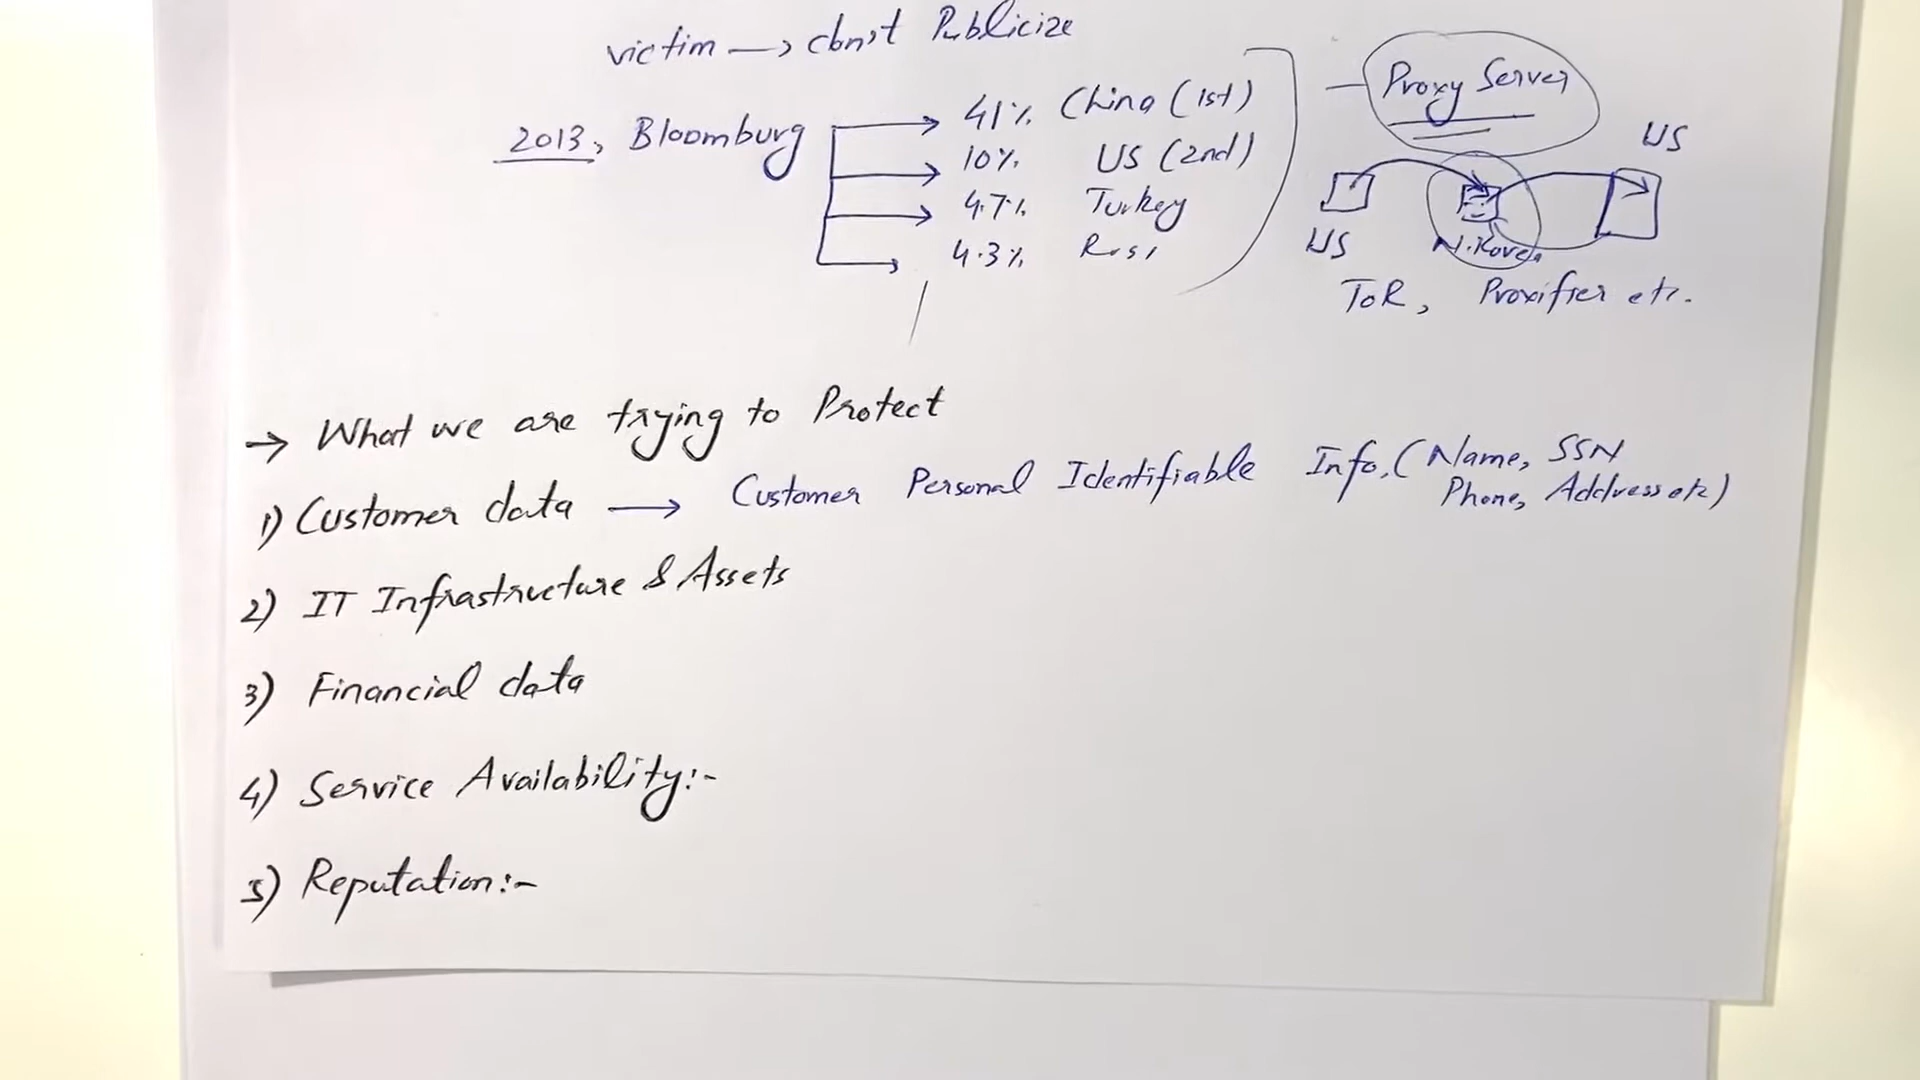 victim → don't Publicize
2013, Bloomburg
41% China (1st)
10% US (2nd)
4.7% Turkey
4.3%
Proxy Server
US
US
N.Korea
ToR, Proxifier etc.
→ What we are trying to Protect
1) Customer data → Customer Personal Identifiable Info. (Name, SSN
Phone, Address etc)
2) IT Infrastructure & Assets
3) Financial data
4) Service Availability:-
5) Reputation:-